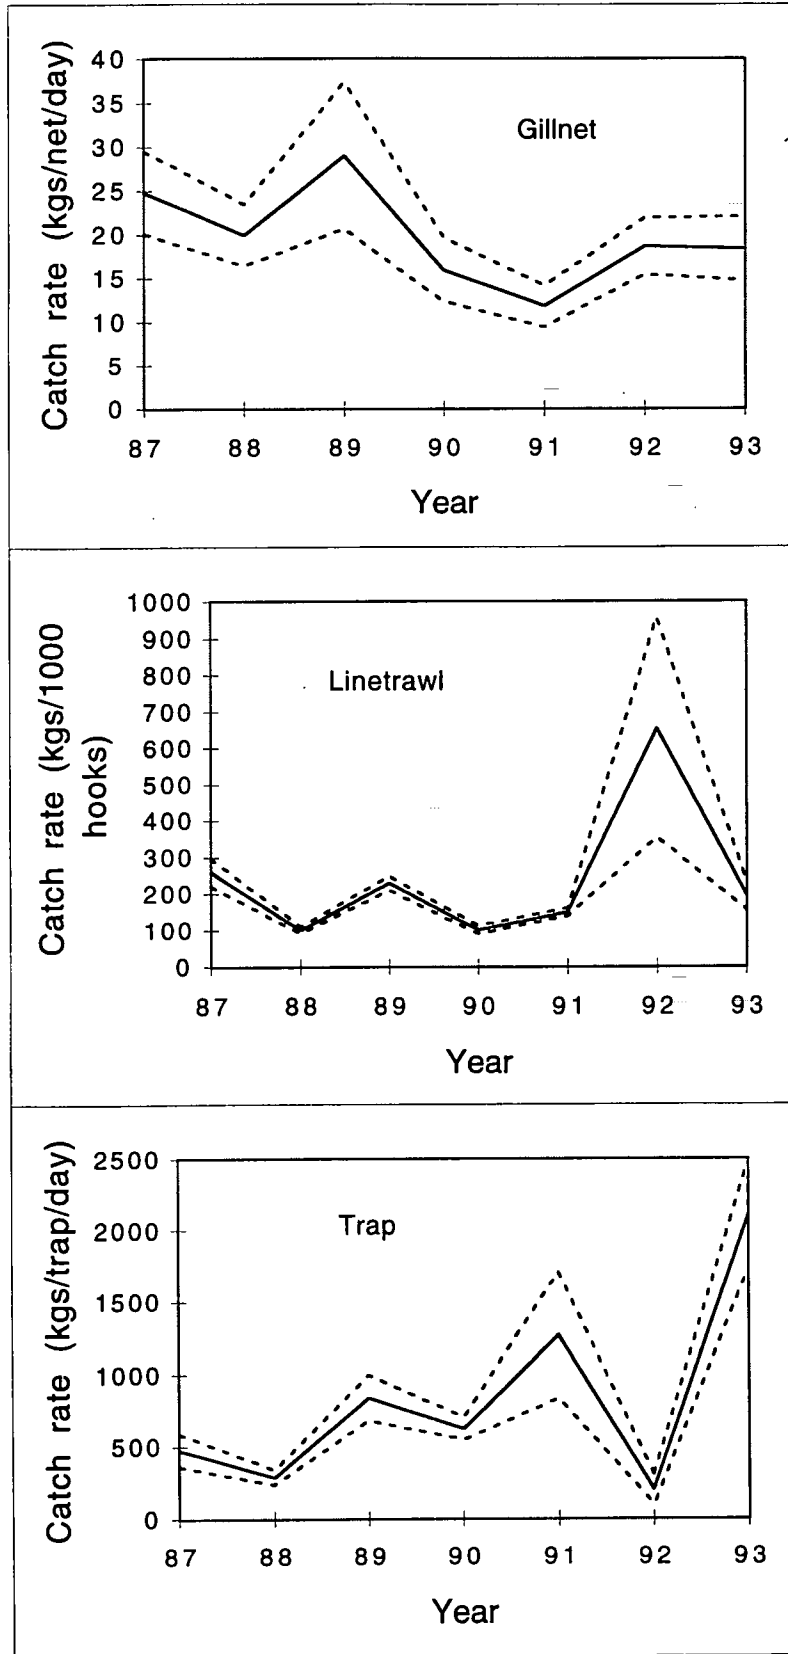 40
35
30
25
20
15
10
5
0
Catch rate (kgs/net/day)
Gillnet
87 88 89 90 91 92 93
Year
1000
900
800
700
600
500
400
300
200
100
0
Catch rate (kgs/1000
hooks)
Linetrawl
87 88 89 90 91 92 93
Year
2500
2000
1500
1000
500
0
Catch rate (kgs/trap/day)
Trap
87 88 89 90 91 92 93
Year